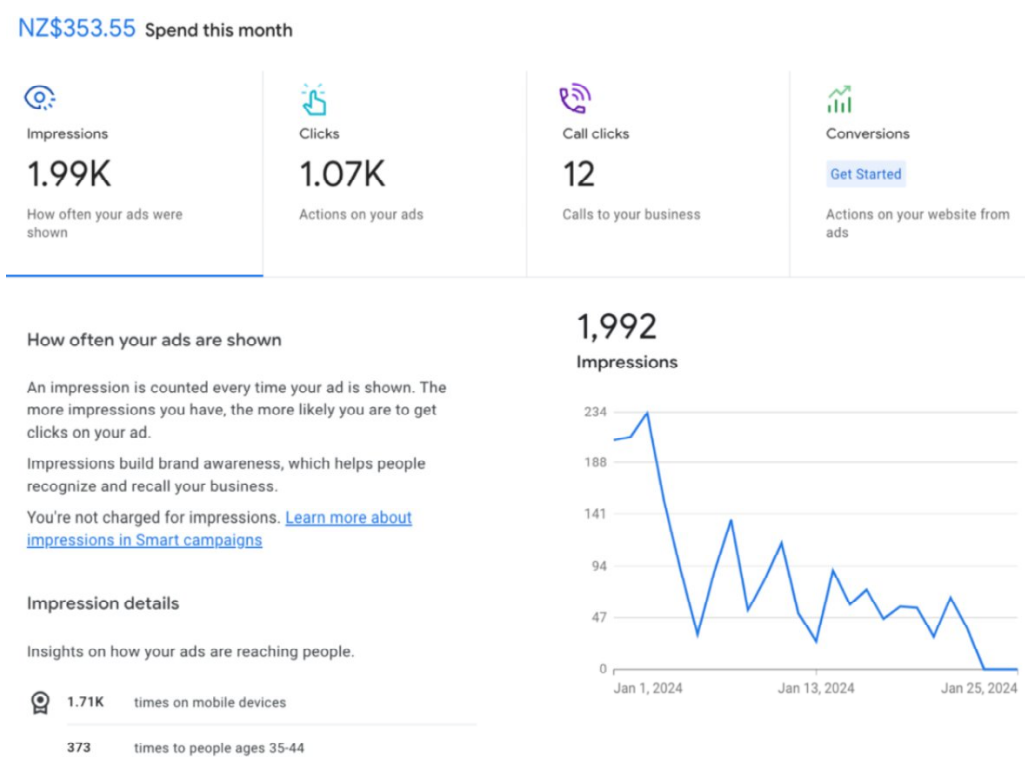 NZ$353.55 Spend this month
Impressions
1.99K
How often your ads were
shown
Clicks
1.07K
Actions on your ads
Call clicks
12
Calls to your business
Conversions
Get Started
Actions on your website from
ads
How often your ads are shown
An impression is counted every time your ad is shown. The
more impressions you have, the more likely you are to get
clicks on your ad.
Impressions build brand awareness, which helps people
recognize and recall your business.
You're not charged for impressions. Learn more about
impressions in Smart campaigns
Impression details
Insights on how your ads are reaching people.
1.71K times on mobile devices
373 times to people ages 35-44
1,992
Impressions
234
188
141
94
47
0
Jan 1, 2024 Jan 13, 2024 Jan 25, 2024